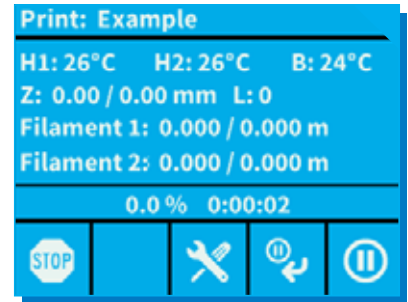 Print: Example
H1: 26°C H2: 26°C B: 24°C
Z: 0.00 / 0.00 mm L: 0
Filament 1: 0.000 / 0.000 m
Filament 2: 0.000 / 0.000 m
0.0 % 0:00:02
STOP